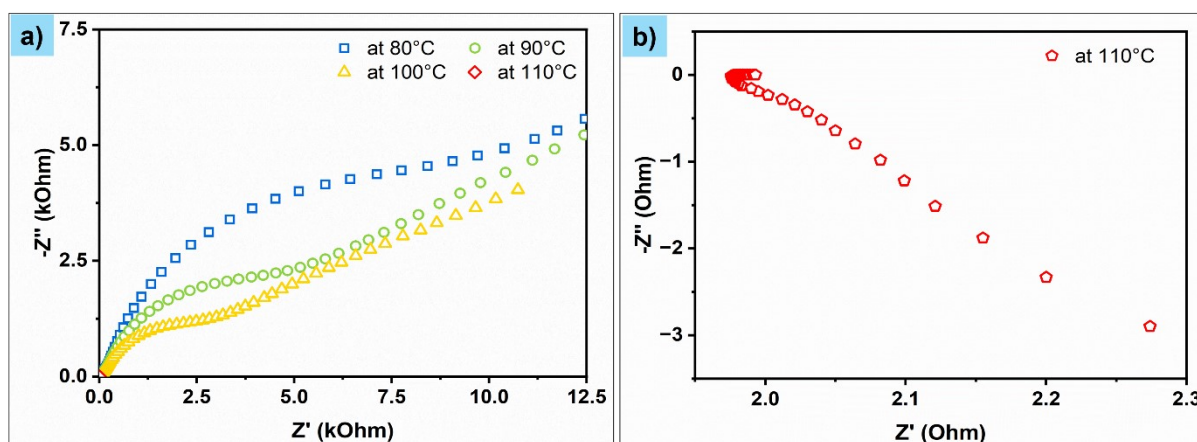 a)
7.5
5.0
2.5
0.0
-Z'' (kOhm)
at 80°C
at 90°C
at 100°C
at 110°C
0.0 2.5 5.0 7.5 10.0 12.5
Z' (kOhm)
b)
0
−1
−2
−3
-Z'' (Ohm)
at 110°C
2.0 2.1 2.2 2.3
Z' (Ohm)